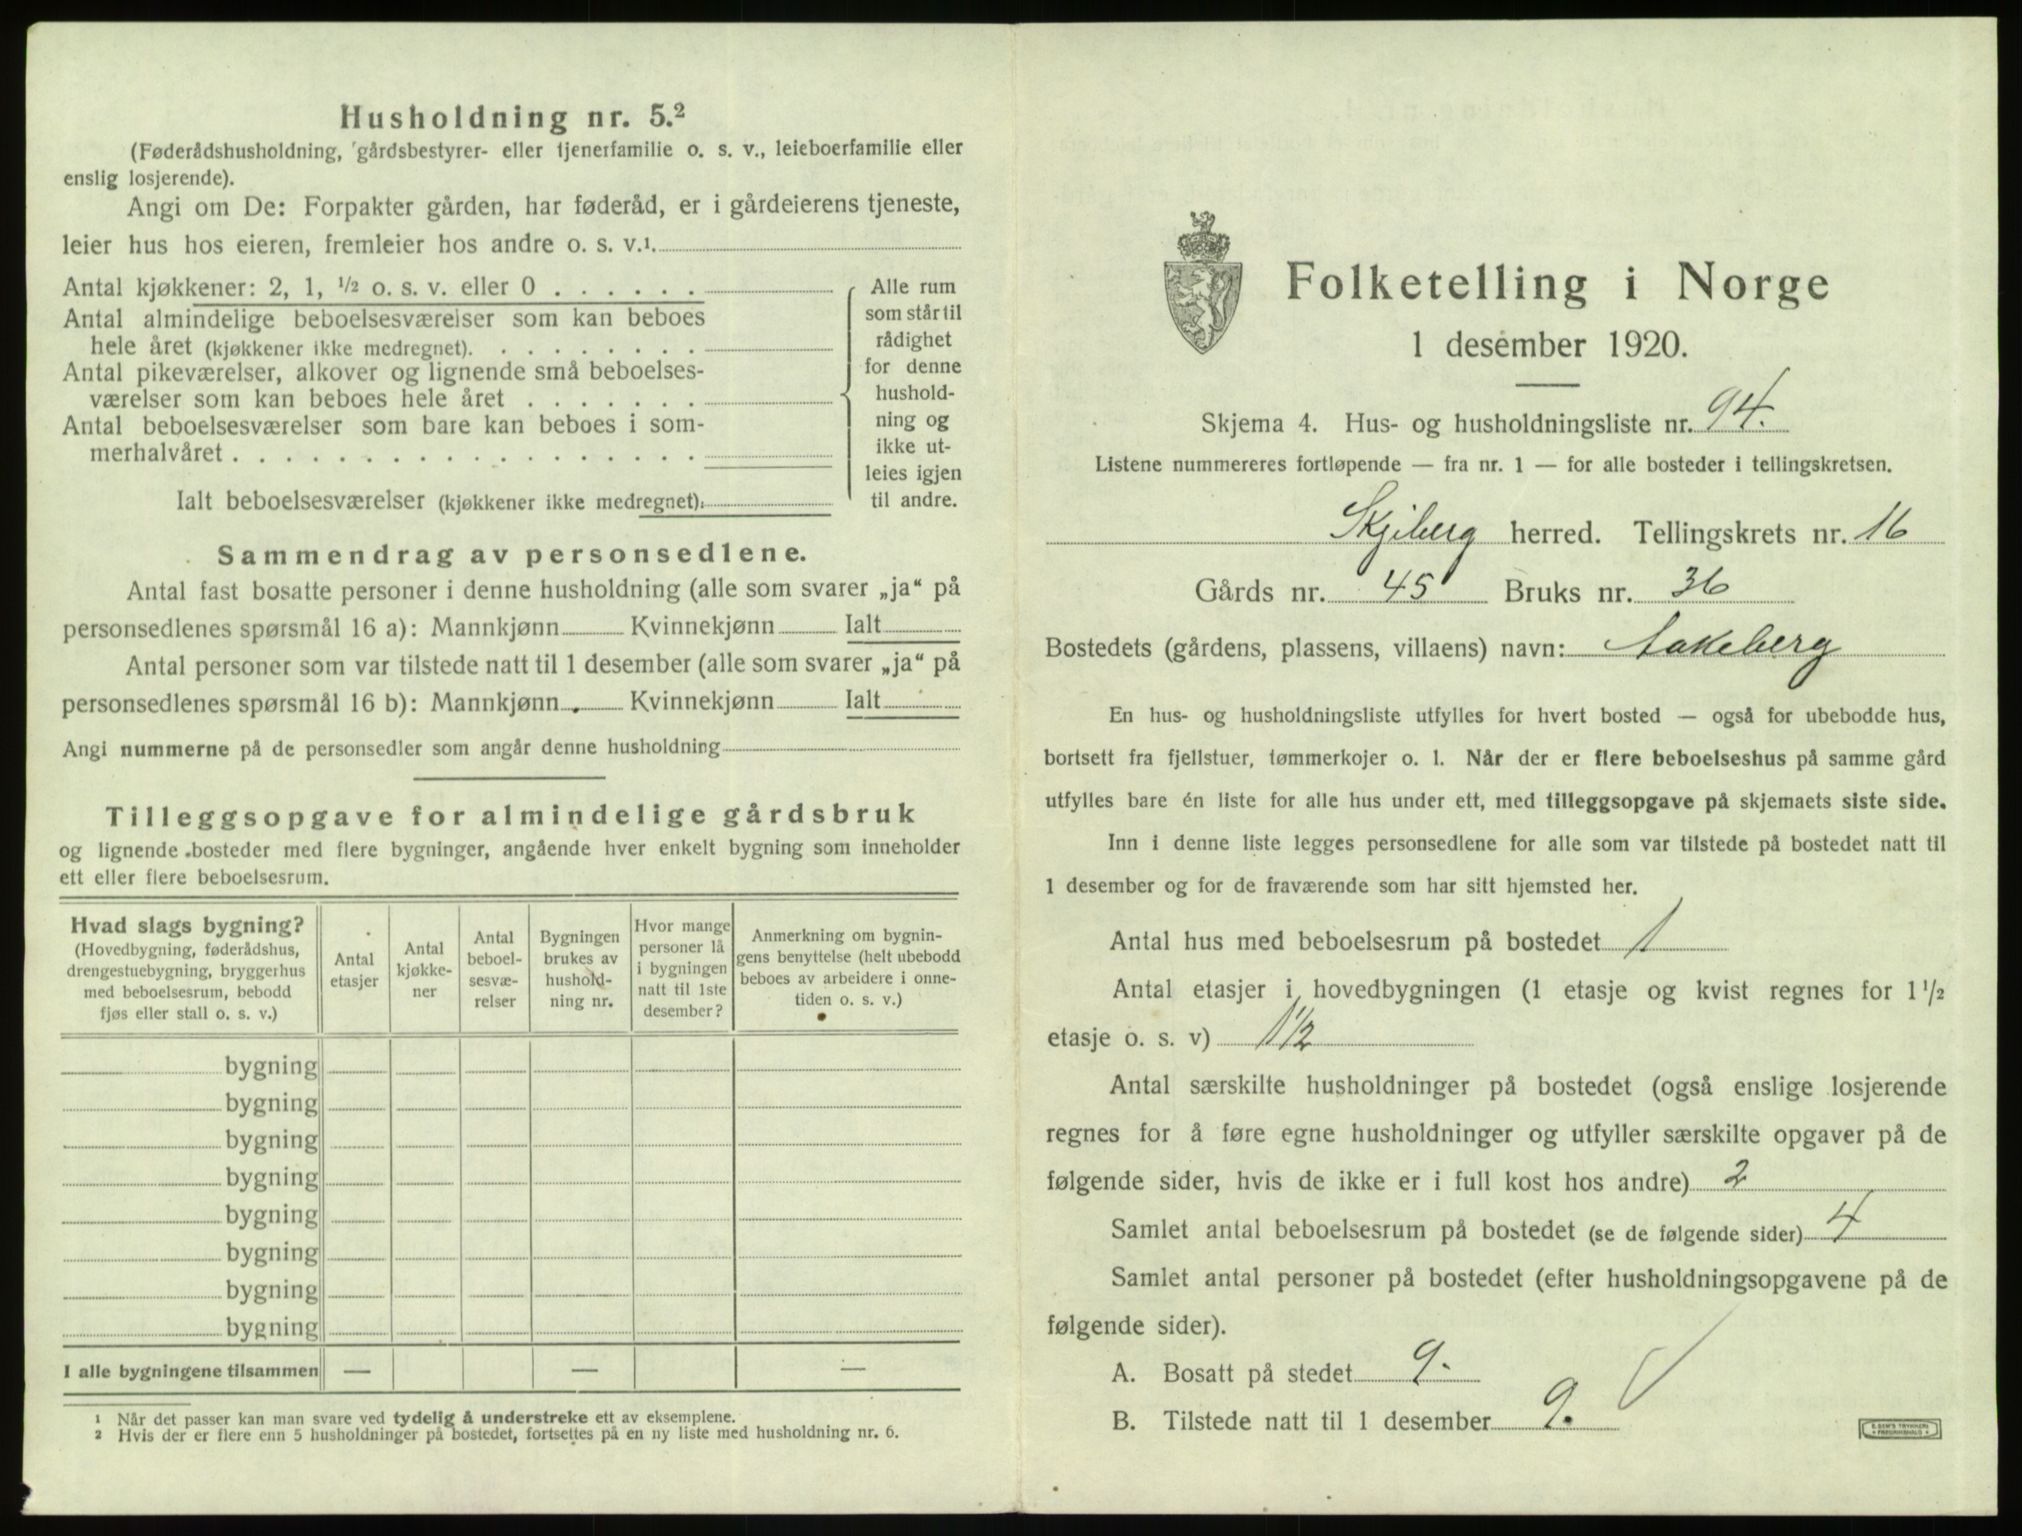 Husholdning nr. 5.²
(Føderådshusholdning, gårdsbestyrer- eller tjenerfamilie o. s. v., leieboerfamilie eller
enslig losjerende).
Angi om De: Forpakter gården, har føderåd, er i gårdeierens tjeneste,
leier hus hos eieren, fremleier hos andre o. s. v.¹.
Antal kjøkkener: 2, 1, ½ o. s. v. eller 0 . . . . . .
Antal almindelige beboelsesværelser som kan beboes
hele året (kjøkkener ikke medregnet). . . . . . . . .
Antal pikeværelser, alkover og lignende små beboelses-
værelser som kan beboes hele året . . . . . . .
Antal beboelsesværelser som bare kan beboes i som-
merhalvåret . . . . . . . . . . . . . . . . . .
Ialt beboelsesværelser (kjøkkener ikke medregnet):
Alle rum
som står til
rådighet
for denne
hushold-
ning og
ikke ut-
leies igjen
til andre.
Sammendrag av personsedlene.
Antal fast bosatte personer i denne husholdning (alle som svarer „ja“ på
personsedlenes spørsmål 16 a): Mannkjønn Kvinnekjønn Ialt
Antal personer som var tilstede natt til 1 desember (alle som svarer „ja“ på
personsedlenes spørsmål 16 b): Mannkjønn Kvinnekjønn Ialt
Angi nummerne på de personsedler som angår denne husholdning
Tilleggsopgave for almindelige gårdsbruk
og lignende bosteder med flere bygninger, angående hver enkelt bygning som inneholder
ett eller flere beboelsesrum.
Hvad slags bygning?
(Hovedbygning, føderådshus,
drengestuebygning, bryggerhus
med beboelsesrum, bebodd
fjøs eller stall o. s. v.)
Antal
etasjer
Antal
kjøkke-
ner
Antal
beboel-
sesvæ-
relser
Bygningen
brukes av
hushold-
ning nr.
Hvor mange
personer lå
i bygningen
natt til 1ste
desember?
Anmerkning om bygnin-
gens benyttelse (helt ubebodd
beboes av arbeidere i onne-
tiden o. s. v.)
bygning
bygning
bygning
bygning
bygning
bygning
bygning
bygning
I alle bygningene tilsammen — — —
¹ Når det passer kan man svare ved tydelig å understreke ett av eksemplene.
² Hvis der er flere enn 5 husholdninger på bostedet, fortsettes på en ny liste med husholdning nr. 6.
Folketelling i Norge
1 desember 1920.
Skjema 4. Hus- og husholdningsliste nr. 94.
Listene nummereres fortløpende — fra nr. 1 — for alle bosteder i tellingskretsen.
Skjeberg herred. Tellingskrets nr. 16
Gårds nr. 45 Bruks nr. 36
Bostedets (gårdens, plassens, villaens) navn: Aakeberg
En hus- og husholdningsliste utfylles for hvert bosted — også for ubebodde hus,
bortsett fra fjellstuer, tømmerkojer o. l. Når der er flere beboelseshus på samme gård
utfylles bare én liste for alle hus under ett, med tilleggsopgave på skjemaets siste side.
Inn i denne liste legges personsedlene for alle som var tilstede på bostedet natt til
1 desember og for de fraværende som har sitt hjemsted her.
Antal hus med beboelsesrum på bostedet 1
Antal etasjer i hovedbygningen (1 etasje og kvist regnes for 1½
etasje o. s. v) 1½
Antal særskilte husholdninger på bostedet (også enslige losjerende
regnes for å føre egne husholdninger og utfyller særskilte opgaver på de
følgende sider, hvis de ikke er i full kost hos andre) 2
Samlet antal beboelsesrum på bostedet (se de følgende sider) 4
Samlet antal personer på bostedet (efter husholdningsopgavene på de
følgende sider).
A. Bosatt på stedet 9.
B. Tilstede natt til 1 desember 9.